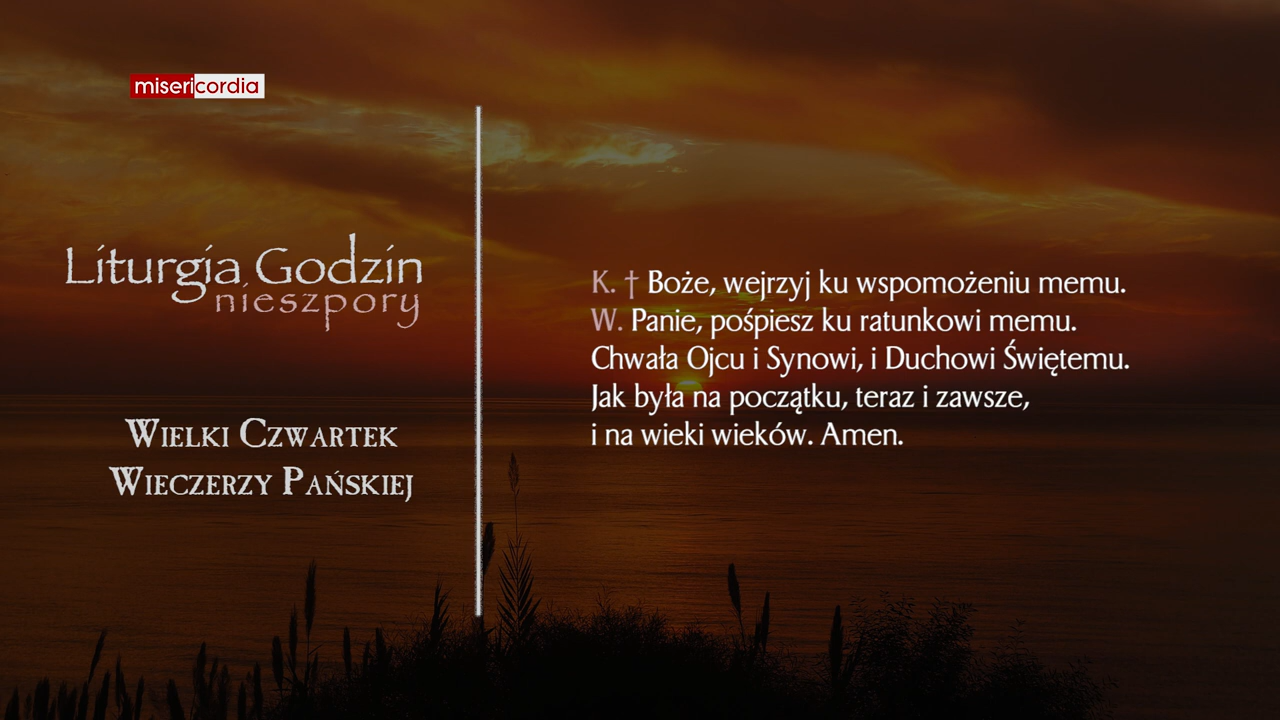 misericordia
Liturgia Godzin
nieszpory
Wielki Czwartek
Wieczerzy Pańskiej
K. † Boże, wejrzyj ku wspomożeniu memu.
W. Panie, pośpiesz ku ratunkowi memu.
Chwała Ojcu i Synowi, i Duchowi Świętemu.
Jak była na początku, teraz i zawsze,
i na wieki wieków. Amen.